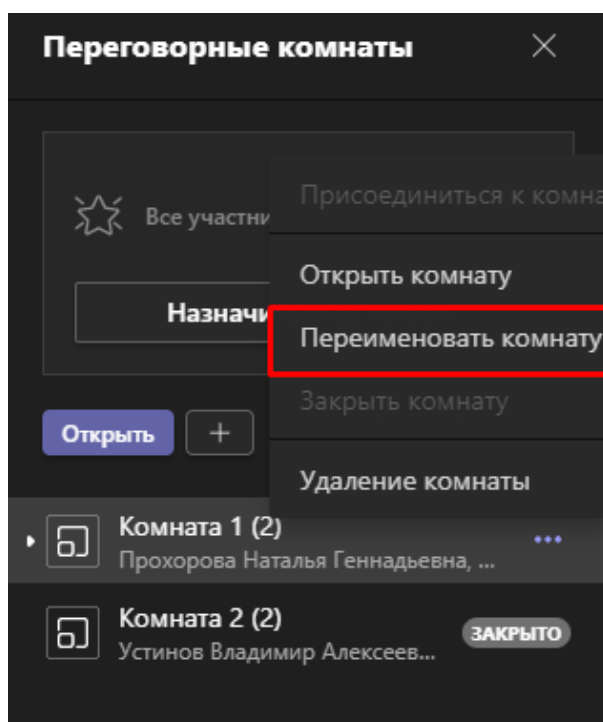 Переговорные комнаты
Присоединиться к комна
Все участни
Открыть комнату
Назначи
Переименовать комнату
Закрыть комнату
Открыть +
Удаление комнаты
Комната 1 (2)
Прохорова Наталья Геннадьевна, ...
Комната 2 (2)
Устинов Владимир Алексеев...
ЗАКРЫТО